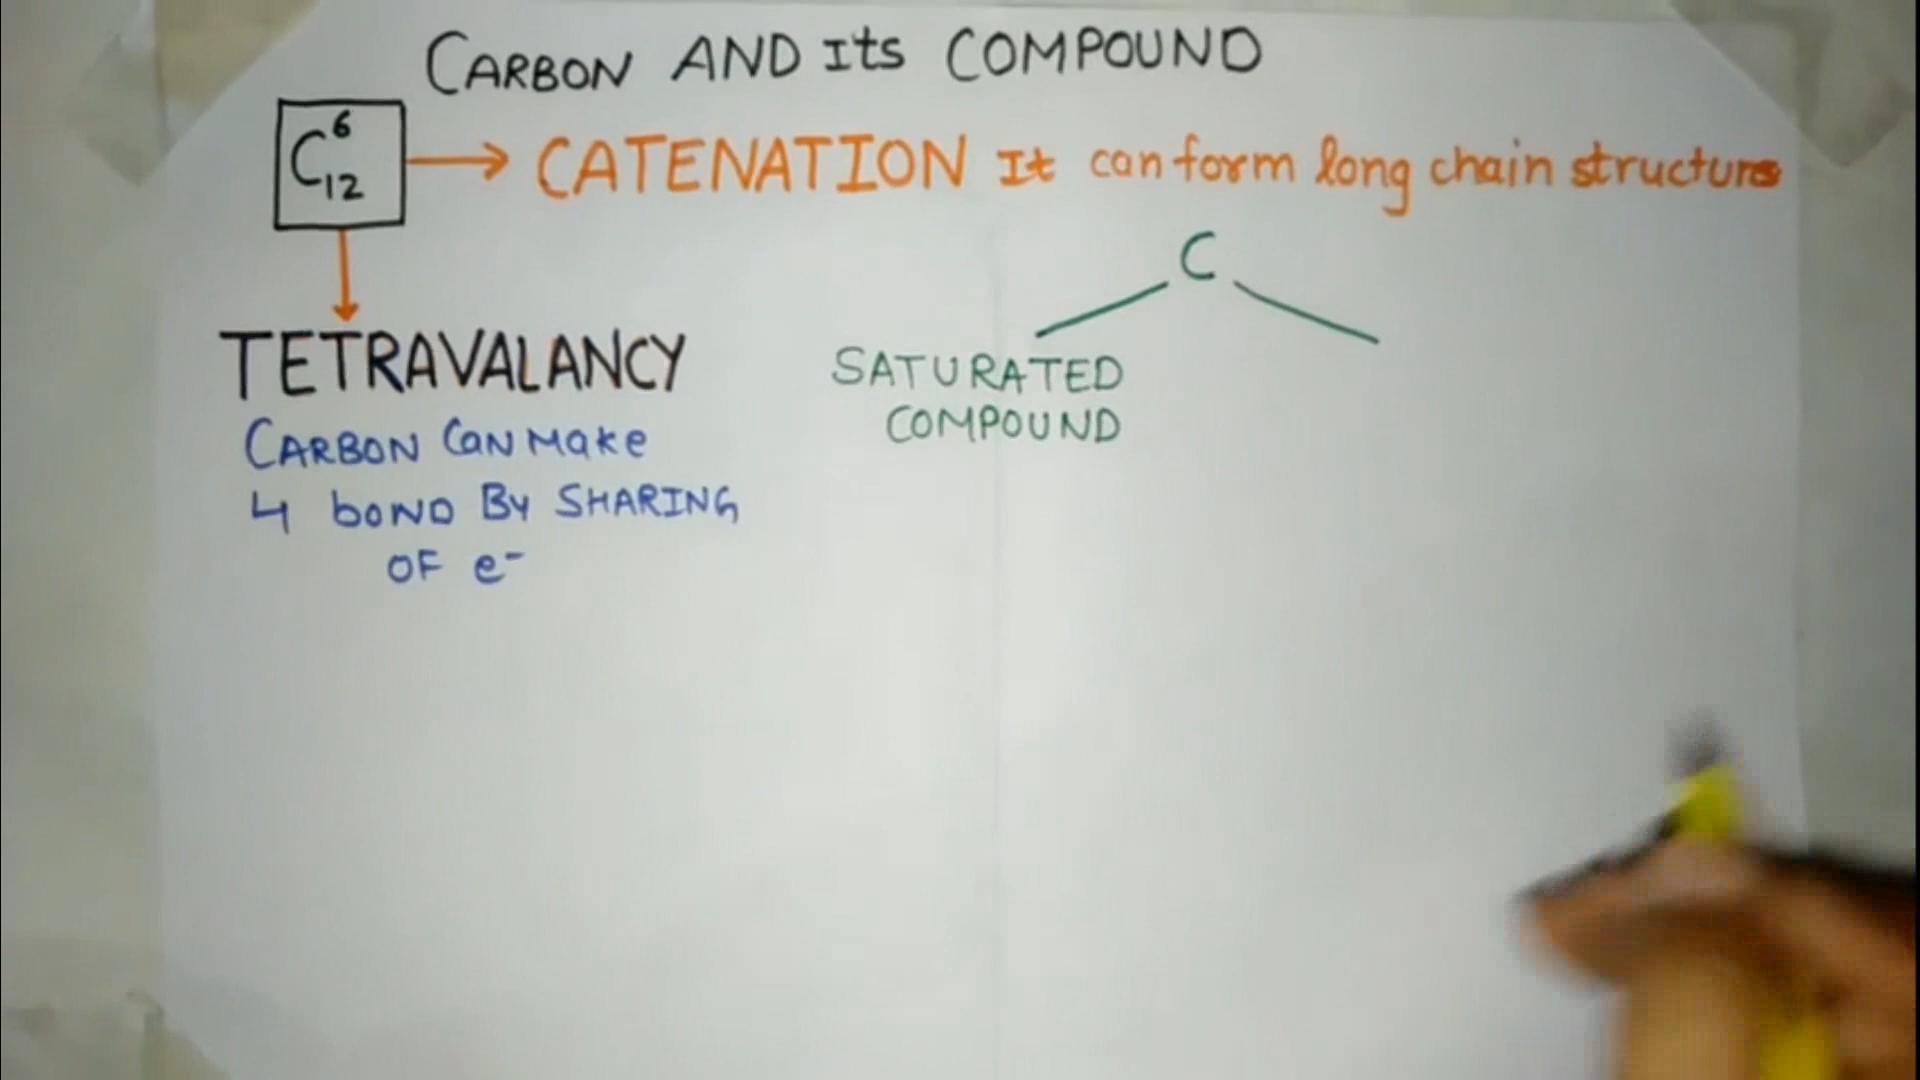 CARBON AND Its COMPOUND
C 6 12
CATENATION It can form long chain structures
C
TETRAVALANCY
SATURATED
COMPOUND
CARBON CAN Make
4 bOND By SHARING
OF e⁻